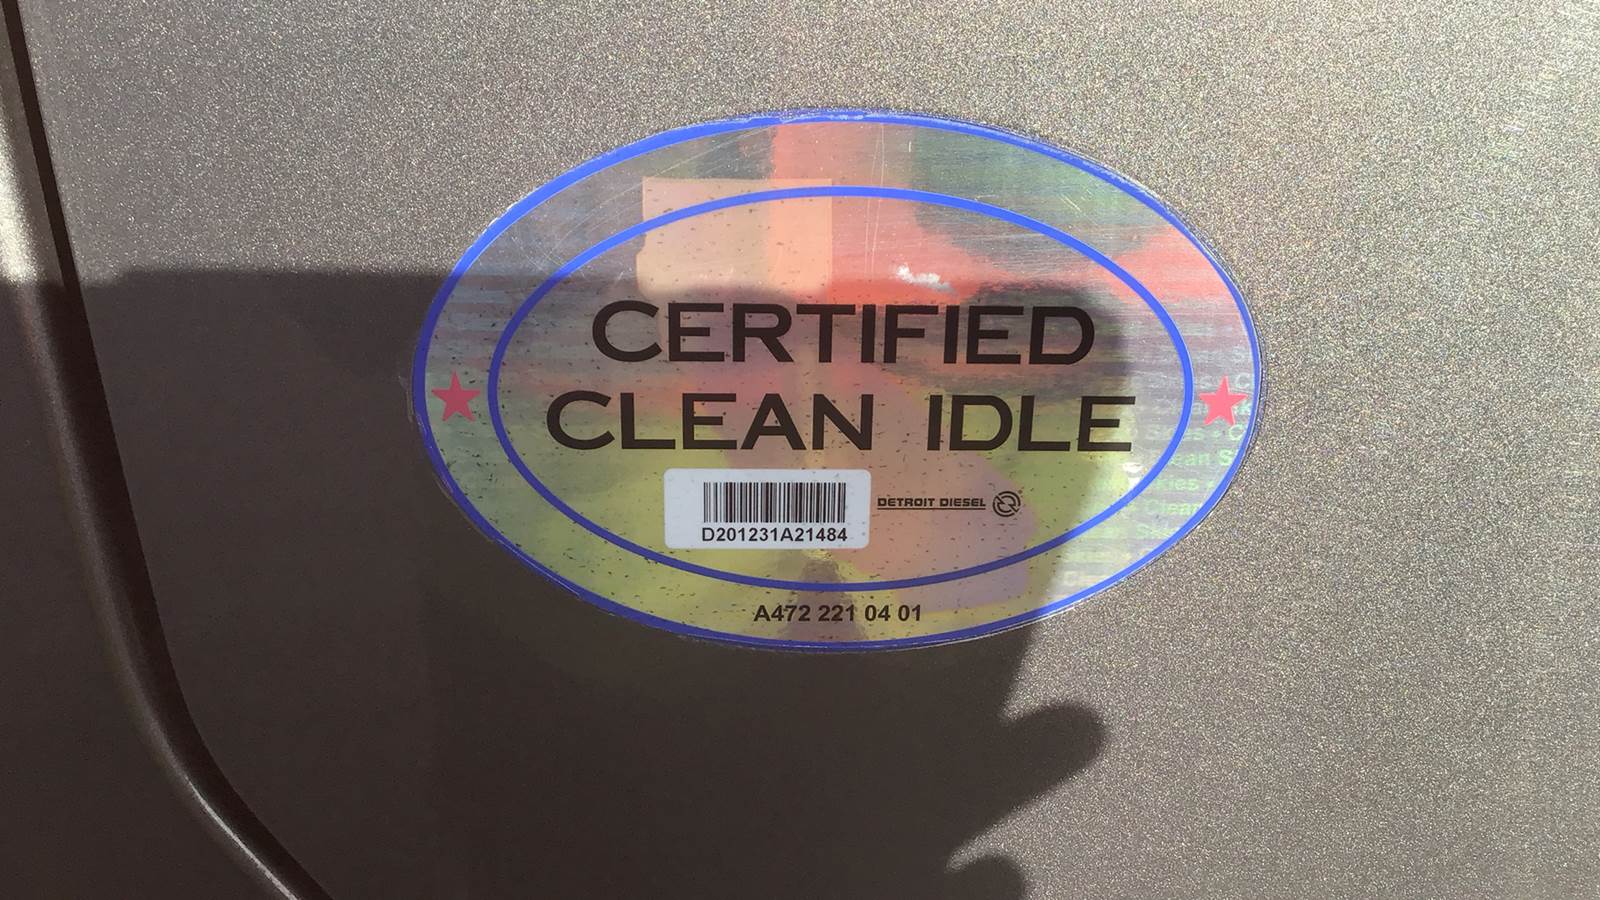 CERTIFIED
CLEAN IDLE
D201231A21484
DETROIT DIESEL
A472 221 04 01